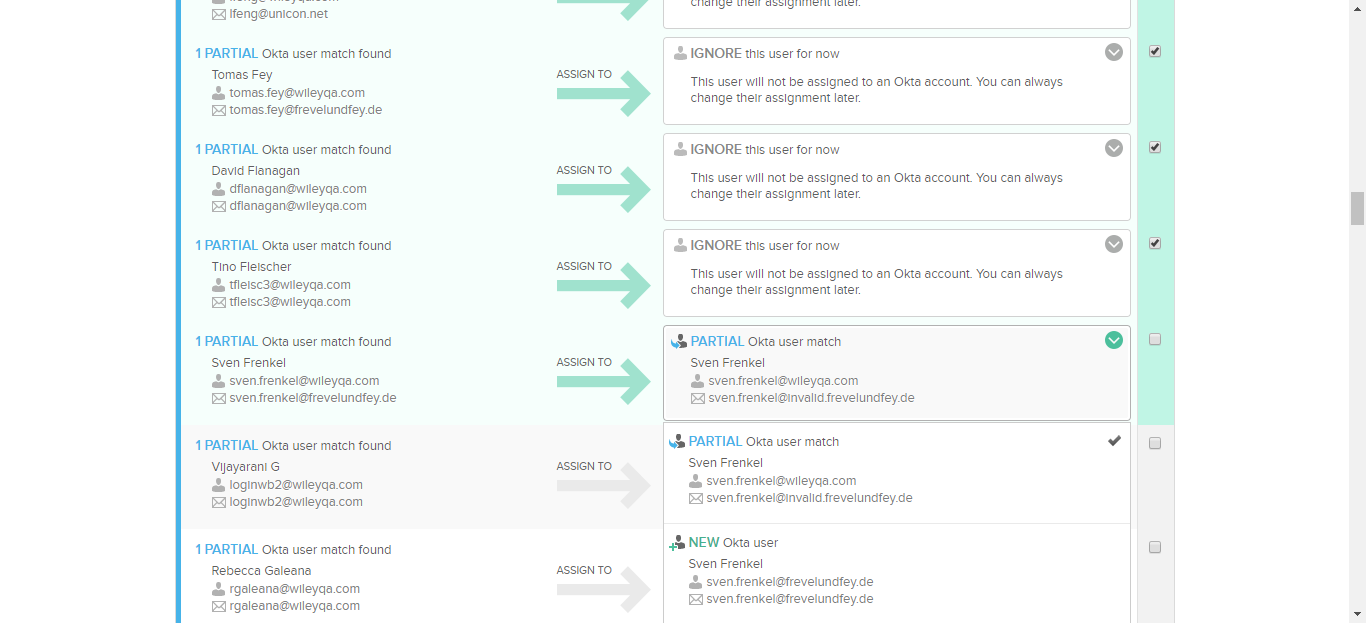 lfeng@unicon.net
change their assignment later.
1 PARTIAL Okta user match found
Tomas Fey
tomas.fey@wileyqa.com
tomas.fey@frevelundfey.de
ASSIGN TO
IGNORE this user for now
This user will not be assigned to an Okta account. You can always
change their assignment later.
1 PARTIAL Okta user match found
David Flanagan
dflanagan@wileyqa.com
dflanagan@wileyqa.com
ASSIGN TO
IGNORE this user for now
This user will not be assigned to an Okta account. You can always
change their assignment later.
1 PARTIAL Okta user match found
Tino Fleischer
tfleisc3@wileyqa.com
tfleisc3@wileyqa.com
ASSIGN TO
IGNORE this user for now
This user will not be assigned to an Okta account. You can always
change their assignment later.
1 PARTIAL Okta user match found
Sven Frenkel
sven.frenkel@wileyqa.com
sven.frenkel@frevelundfey.de
ASSIGN TO
PARTIAL Okta user match
Sven Frenkel
sven.frenkel@wileyqa.com
sven.frenkel@invalid.frevelundfey.de
1 PARTIAL Okta user match found
Vijayarani G
loginwb2@wileyqa.com
loginwb2@wileyqa.com
ASSIGN TO
PARTIAL Okta user match
Sven Frenkel
sven.frenkel@wileyqa.com
sven.frenkel@invalid.frevelundfey.de
1 PARTIAL Okta user match found
Rebecca Galeana
rgaleana@wileyqa.com
rgaleana@wileyqa.com
ASSIGN TO
NEW Okta user
Sven Frenkel
sven.frenkel@frevelundfey.de
sven.frenkel@frevelundfey.de